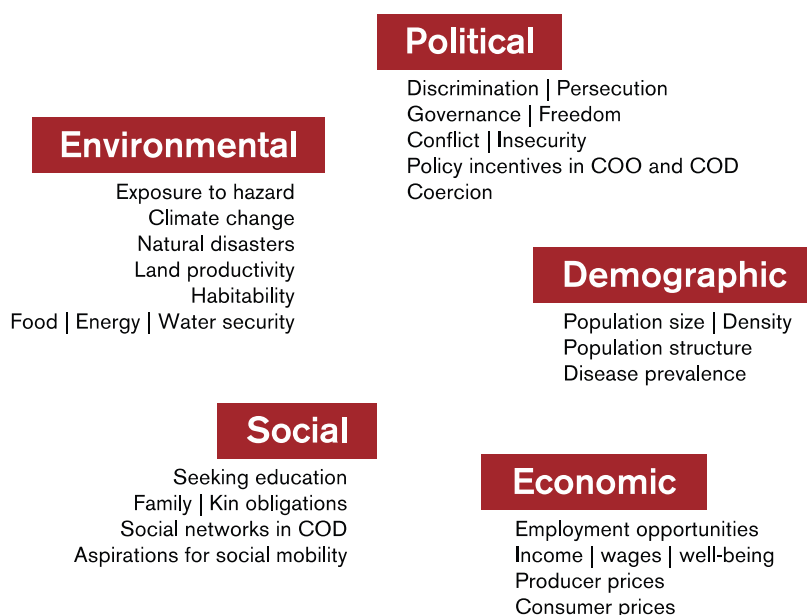 Political
Discrimination | Persecution
Governance | Freedom
Conflict | Insecurity
Policy incentives in COO and COD
Coercion
Environmental
Exposure to hazard
Climate change
Natural disasters
Land productivity
Habitability
Food | Energy | Water security
Demographic
Population size | Density
Population structure
Disease prevalence
Social
Seeking education
Family | Kin obligations
Social networks in COD
Aspirations for social mobility
Economic
Employment opportunities
Income | wages | well-being
Producer prices
Consumer prices